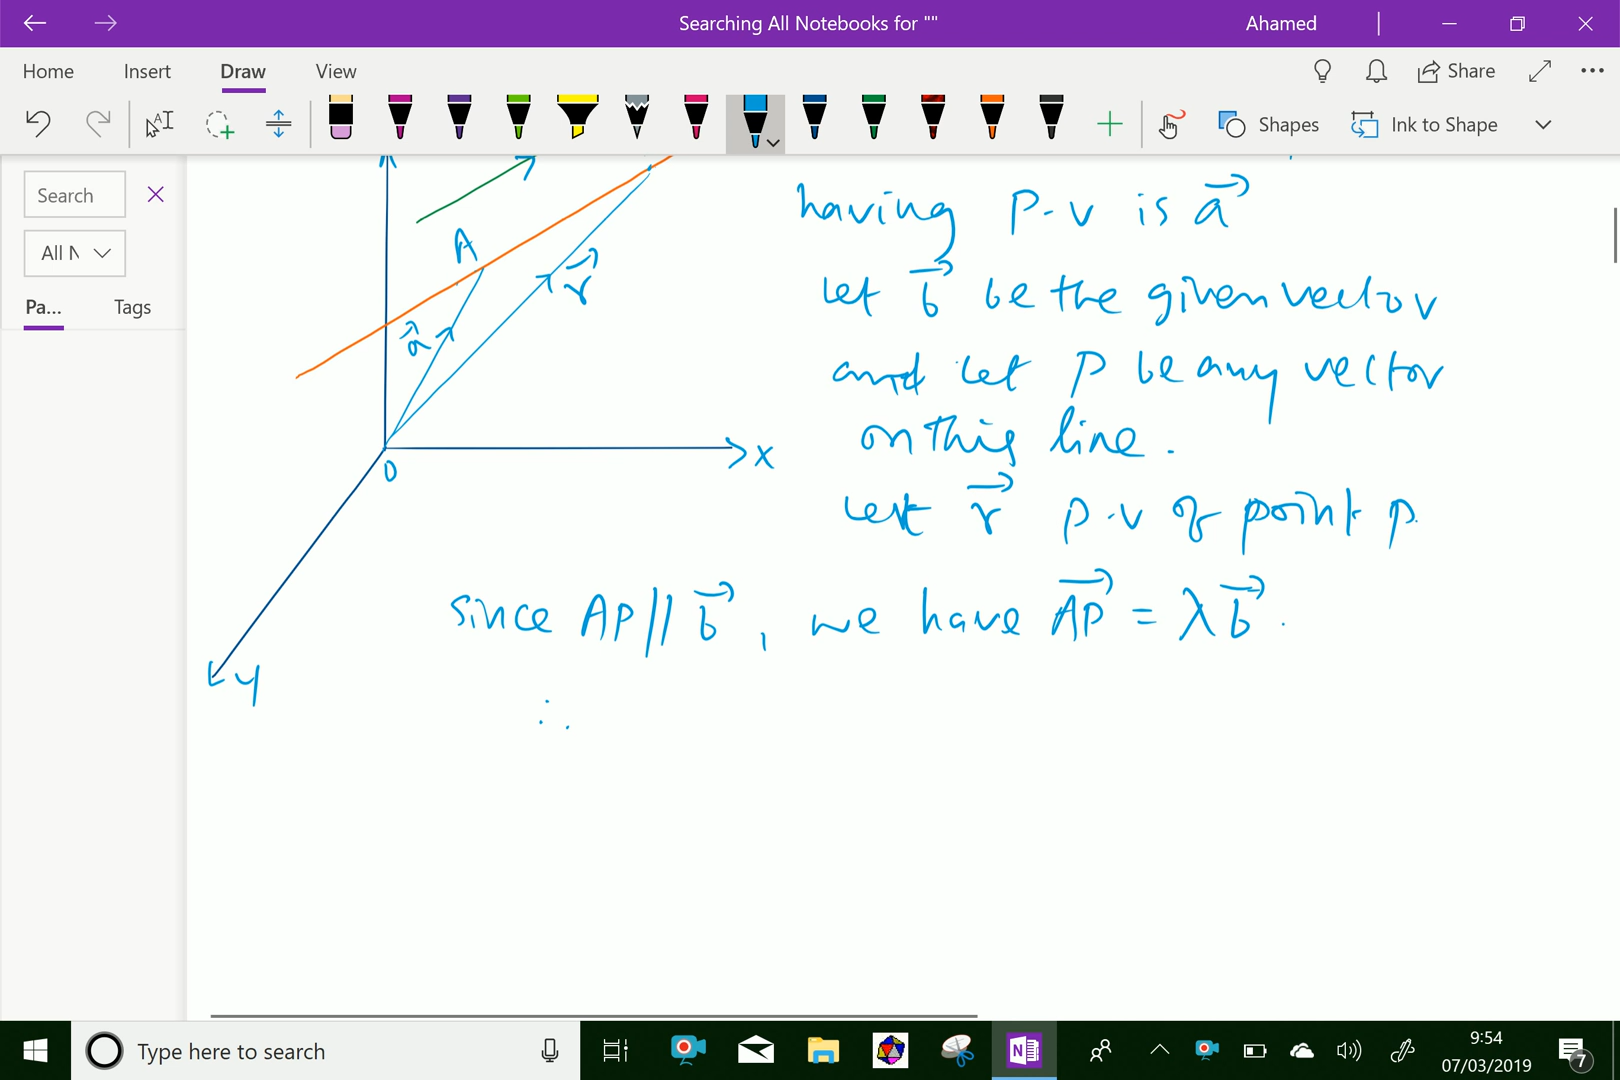 Searching All Notebooks for ""
Ahamed
Home Insert Draw View
Share
Shapes
Ink to Shape
Search
All N
Pa... Tags
A
a
r
O
x
y
having P.v is a
Let b be the given vector
and Let P be any vector
on this line.
Let r p.v of point p.
Since AP // b, we have AP = λb.
∴
Type here to search
9:54
07/03/2019
7